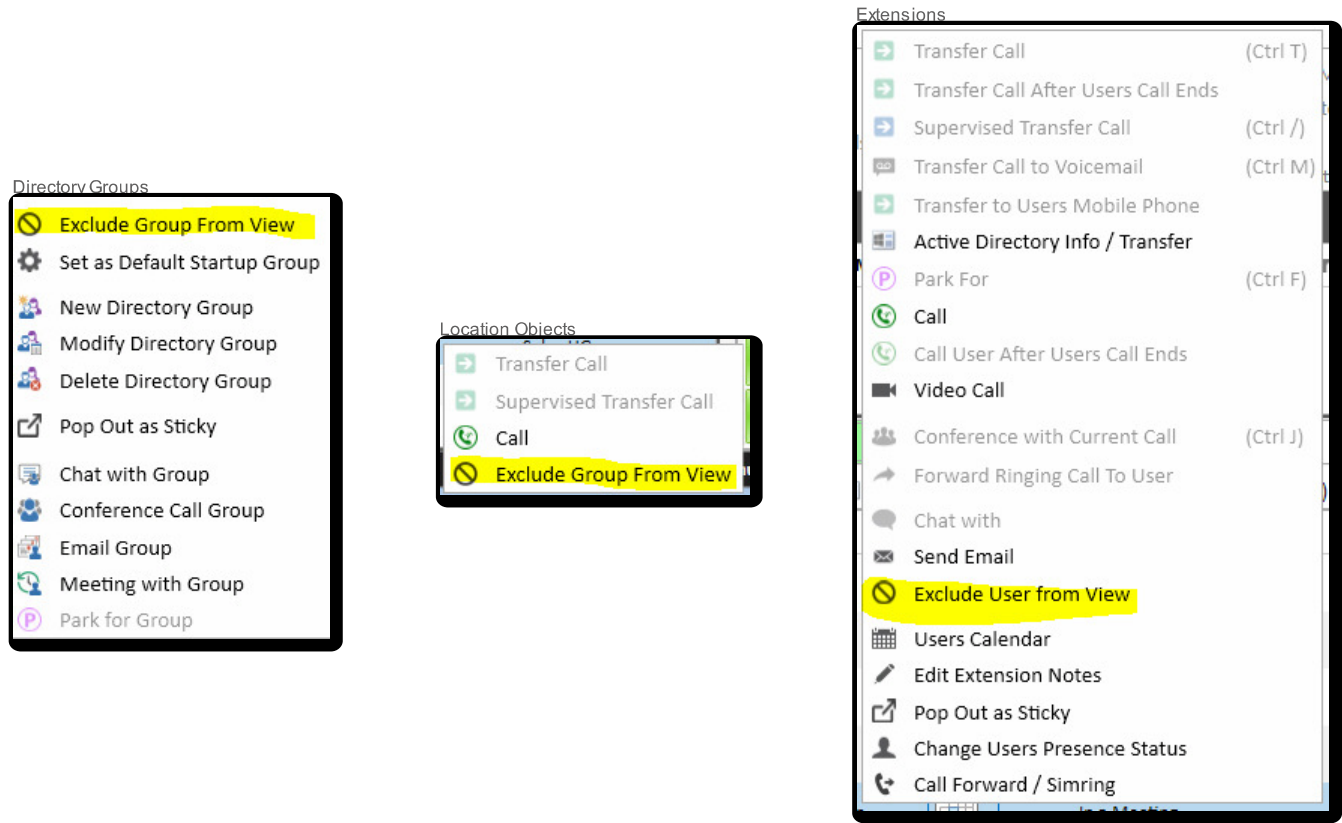 Directory Groups
Exclude Group From View
Set as Default Startup Group
New Directory Group
Modify Directory Group
Delete Directory Group
Pop Out as Sticky
Chat with Group
Conference Call Group
Email Group
Meeting with Group
Park for Group
Location Objects
Transfer Call
Supervised Transfer Call
Call
Exclude Group From View
Extensions
Transfer Call (Ctrl T)
Transfer Call After Users Call Ends
Supervised Transfer Call (Ctrl /)
Transfer Call to Voicemail (Ctrl M)
Transfer to Users Mobile Phone
Active Directory Info / Transfer
Park For (Ctrl F)
Call
Call User After Users Call Ends
Video Call
Conference with Current Call (Ctrl J)
Forward Ringing Call To User
Chat with
Send Email
Exclude User from View
Users Calendar
Edit Extension Notes
Pop Out as Sticky
Change Users Presence Status
Call Forward / Simring
In a Meeting